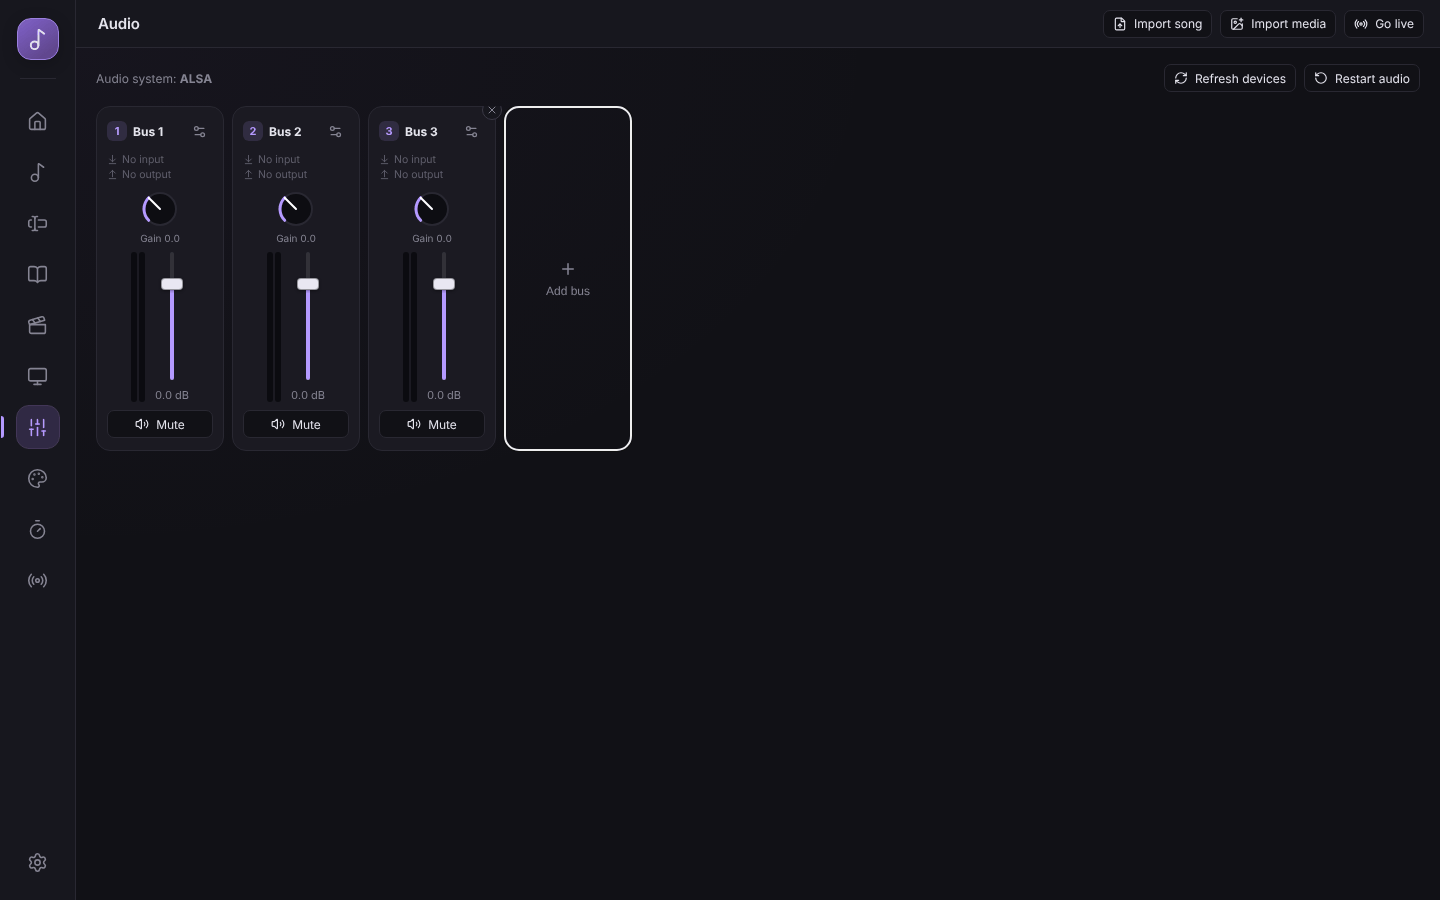 Audio
Import song
Import media
Go live
Audio system: ALSA
Refresh devices
Restart audio
1 Bus 1
No input
No output
Gain 0.0
0.0 dB
Mute
2 Bus 2
No input
No output
Gain 0.0
0.0 dB
Mute
3 Bus 3
No input
No output
Gain 0.0
0.0 dB
Mute
Add bus